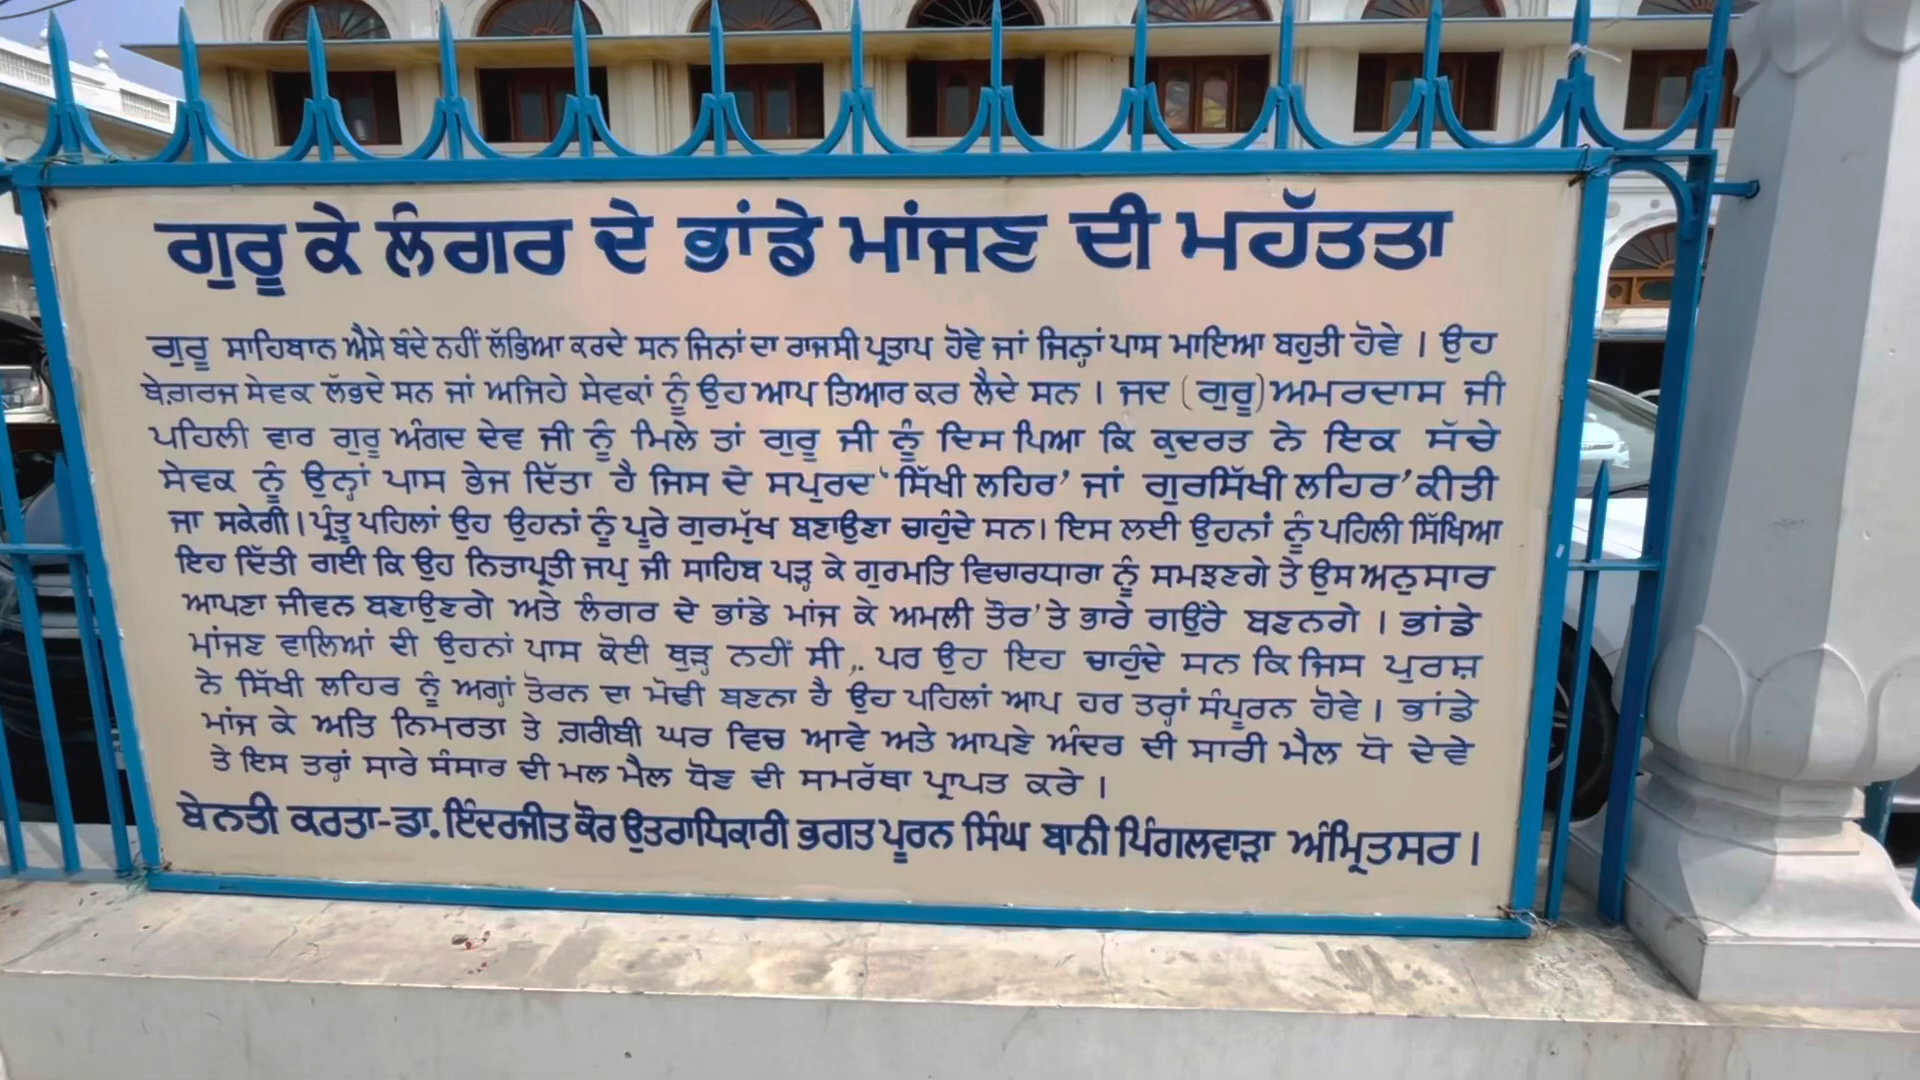 ਗੁਰੂ ਕੇ ਲੰਗਰ ਦੇ ਭਾਂਡੇ ਮਾਂਜਣ ਦੀ ਮਹੱਤਤਾ
ਗੁਰੂ ਸਾਹਿਬਾਨ ਐਸੇ ਬੰਦੇ ਨਹੀਂ ਲੱਭਿਆ ਕਰਦੇ ਸਨ ਜਿਨਾਂ ਦਾ ਰਾਜਸੀ ਪ੍ਰਤਾਪ ਹੋਵੇ ਜਾਂ ਜਿਨ੍ਹਾਂ ਪਾਸ ਮਾਇਆ ਬਹੁਤੀ ਹੋਵੇ । ਉਹ
ਬੇਗ਼ਰਜ ਸੇਵਕ ਲੱਭਦੇ ਸਨ ਜਾਂ ਅਜਿਹੇ ਸੇਵਕਾਂ ਨੂੰ ਉਹ ਆਪ ਤਿਆਰ ਕਰ ਲੈਂਦੇ ਸਨ । ਜਦ (ਗੁਰੂ) ਅਮਰਦਾਸ ਜੀ
ਪਹਿਲੀ ਵਾਰ ਗੁਰੂ ਅੰਗਦ ਦੇਵ ਜੀ ਨੂੰ ਮਿਲੇ ਤਾਂ ਗੁਰੂ ਜੀ ਨੂੰ ਦਿਸ ਪਿਆ ਕਿ ਕੁਦਰਤ ਨੇ ਇਕ ਸੱਚੇ
ਸੇਵਕ ਨੂੰ ਉਨ੍ਹਾਂ ਪਾਸ ਭੇਜ ਦਿੱਤਾ ਹੈ ਜਿਸ ਦੇ ਸਪੁਰਦ ‘ਸਿੱਖੀ ਲਹਿਰ’ ਜਾਂ ਗੁਰਸਿੱਖੀ ਲਹਿਰ’ ਕੀਤੀ
ਜਾ ਸਕੇਗੀ। ਪ੍ਰੰਤੂ ਪਹਿਲਾਂ ਉਹ ਉਹਨਾਂ ਨੂੰ ਪੂਰੇ ਗੁਰਮੁੱਖ ਬਣਾਉਣਾ ਚਾਹੁੰਦੇ ਸਨ। ਇਸ ਲਈ ਉਹਨਾਂ ਨੂੰ ਪਹਿਲੀ ਸਿੱਖਿਆ
ਇਹ ਦਿੱਤੀ ਗਈ ਕਿ ਉਹ ਨਿਤਾਪ੍ਰਤੀ ਜਪੁ ਜੀ ਸਾਹਿਬ ਪੜ੍ਹ ਕੇ ਗੁਰਮਤਿ ਵਿਚਾਰਧਾਰਾ ਨੂੰ ਸਮਝਣਗੇ ਤੇ ਉਸ ਅਨੁਸਾਰ
ਆਪਣਾ ਜੀਵਨ ਬਣਾਉਣਗੇ ਅਤੇ ਲੰਗਰ ਦੇ ਭਾਂਡੇ ਮਾਂਜ ਕੇ ਅਮਲੀ ਤੌਰ’ਤੇ ਭਾਰੇ ਗਉਰੇ ਬਣਨਗੇ । ਭਾਂਡੇ
ਮਾਂਜਣ ਵਾਲਿਆਂ ਦੀ ਉਹਨਾਂ ਪਾਸ ਕੋਈ ਥੁੜ੍ਹ ਨਹੀਂ ਸੀ,. ਪਰ ਉਹ ਇਹ ਚਾਹੁੰਦੇ ਸਨ ਕਿ ਜਿਸ ਪੁਰਸ਼
ਨੇ ਸਿੱਖੀ ਲਹਿਰ ਨੂੰ ਅਗ੍ਹਾਂ ਤੋਰਨ ਦਾ ਮੋਢੀ ਬਣਨਾ ਹੈ ਉਹ ਪਹਿਲਾਂ ਆਪ ਹਰ ਤਰ੍ਹਾਂ ਸੰਪੂਰਨ ਹੋਵੇ। ਭਾਂਡੇ
ਮਾਂਜ ਕੇ ਅਤਿ ਨਿਮਰਤਾ ਤੇ ਗ਼ਰੀਬੀ ਘਰ ਵਿਚ ਆਵੇ ਅਤੇ ਆਪਣੇ ਅੰਦਰ ਦੀ ਸਾਰੀ ਮੈਲ ਧੋ ਦੇਵੇ
ਤੇ ਇਸ ਤਰ੍ਹਾਂ ਸਾਰੇ ਸੰਸਾਰ ਦੀ ਮਲ ਮੈਲ ਧੋਣ ਦੀ ਸਮਰੱਥਾ ਪ੍ਰਾਪਤ ਕਰੇ ।
ਬੇਨਤੀ ਕਰਤਾ-ਡਾ. ਇੰਦਰਜੀਤ ਕੌਰ ਉਤਰਾਧਿਕਾਰੀ ਭਗਤ ਪੂਰਨ ਸਿੰਘ ਬਾਨੀ ਪਿੰਗਲਵਾੜਾ ਅੰਮ੍ਰਿਤਸਰ।